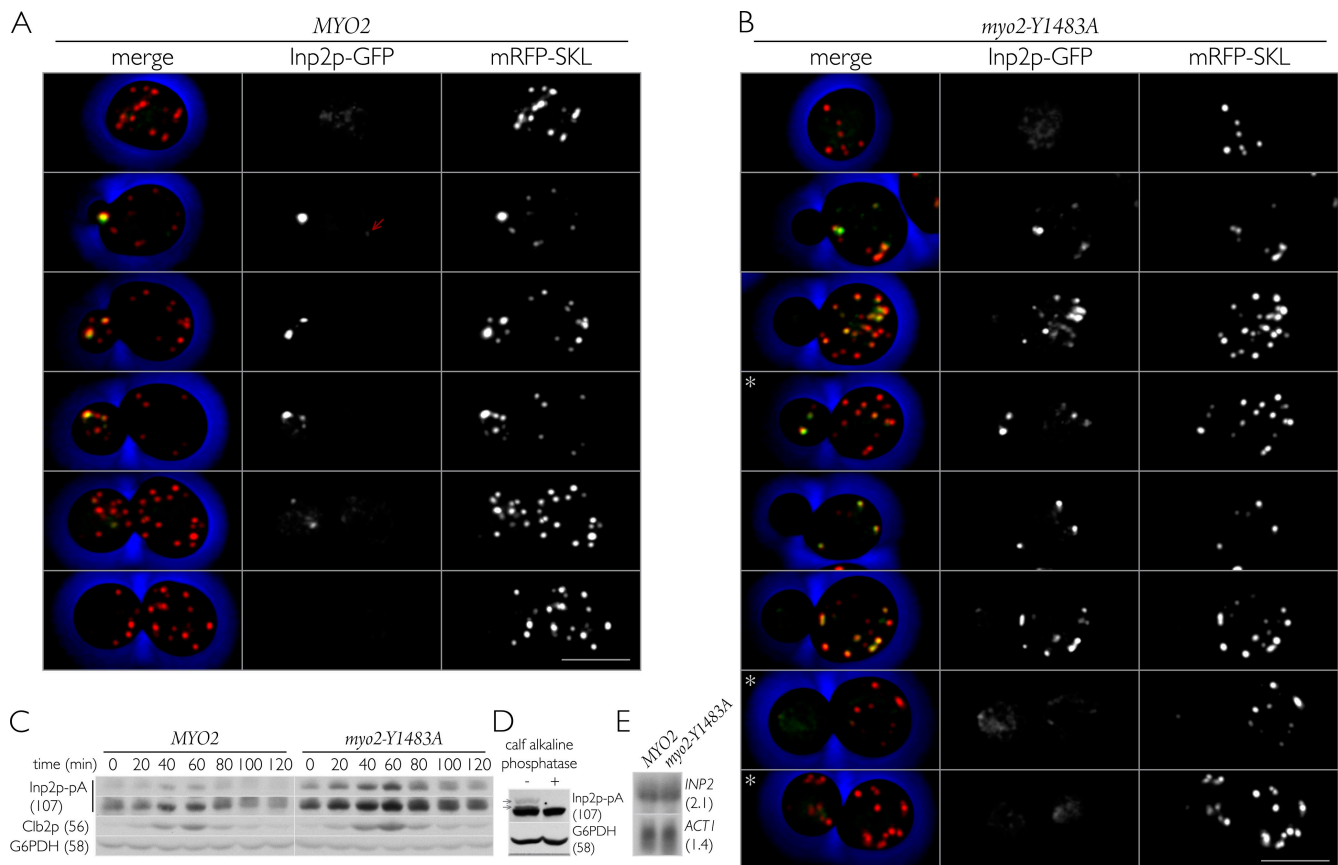 A
MYO2
merge Inp2p-GFP mRFP-SKL
B
myo2-Y1483A
merge Inp2p-GFP mRFP-SKL
*
*
*
C
MYO2 myo2-Y1483A
time (min) 0 20 40 60 80 100 120 0 20 40 60 80 100 120
Inp2p-pA
(107)
Clb2p (56)
G6PDH (58)
D
calf alkaline
phosphatase
- +
Inp2p-pA
(107)
G6PDH
(58)
E
MYO2
myo2-Y1483A
INP2
(2.1)
ACT1
(1.4)